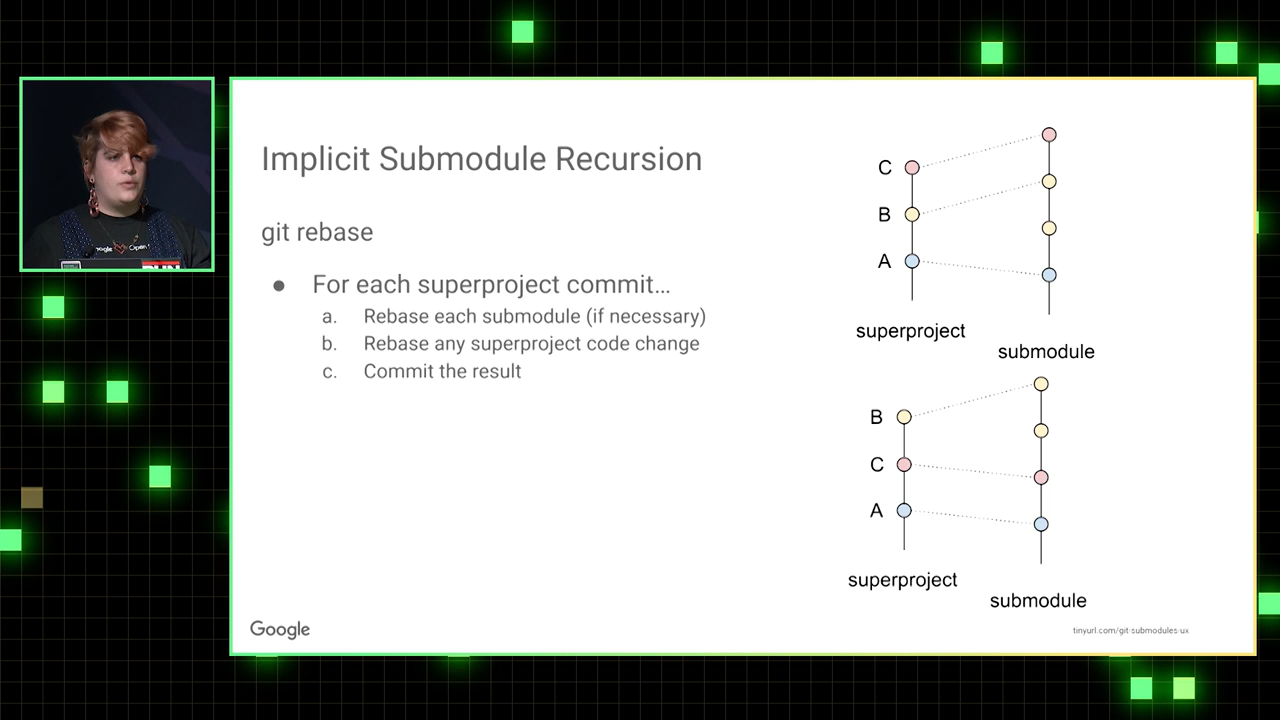 Implicit Submodule Recursion
git rebase
● For each superproject commit...
a. Rebase each submodule (if necessary)
b. Rebase any superproject code change
c. Commit the result
C
B
A
superproject
submodule
B
C
A
superproject
submodule
Google
tinyurl.com/git-submodules-ux
Open